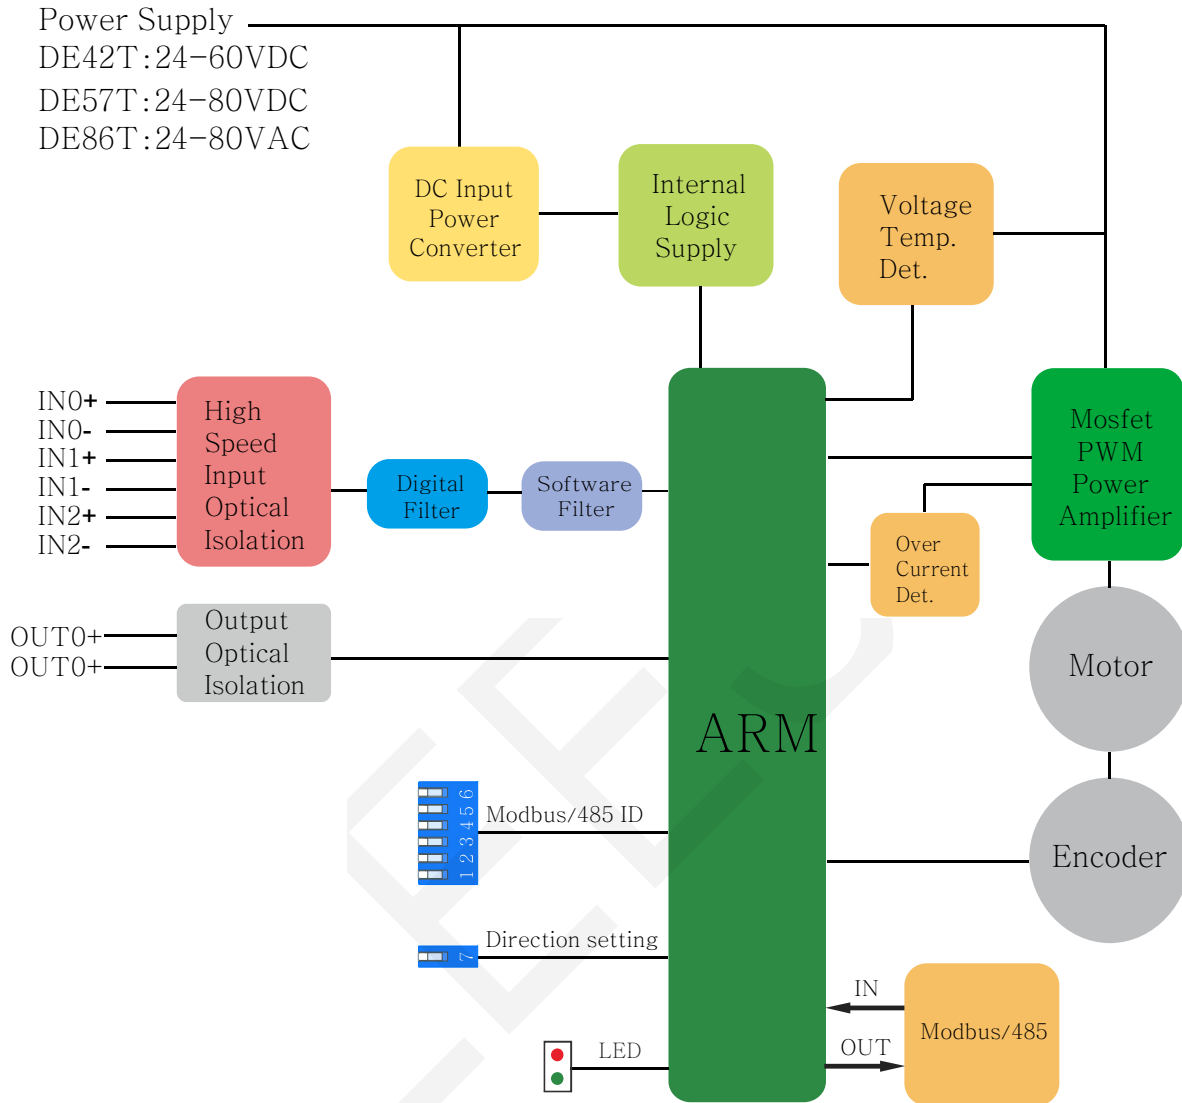 Power Supply
DE42T:24-60VDC
DE57T:24-80VDC
DE86T:24-80VAC
DC Input
Power
Converter
Internal
Logic
Supply
Voltage
Temp.
Det.
IN0+
IN0-
IN1+
IN1-
IN2+
IN2-
High
Speed
Input
Optical
Isolation
Digital
Filter
Software
Filter
Mosfet
PWM
Power
Amplifier
Over
Current
Det.
OUT0+
OUT0+
Output
Optical
Isolation
ARM
Motor
Encoder
1 2 3 4 5 6
Modbus/485 ID
7
Direction setting
LED
IN
OUT
Modbus/485